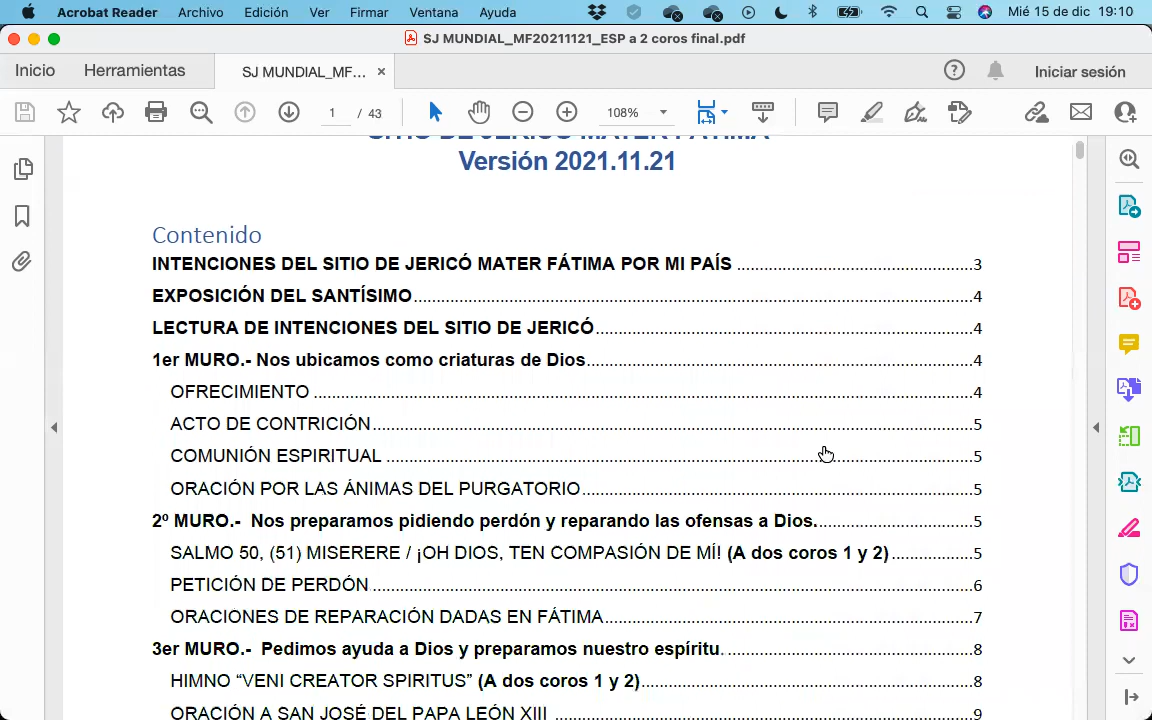 Acrobat Reader Archivo Edición Ver Firmar Ventana Ayuda Mié 15 de dic 19:10
SJ MUNDIAL_MF20211121_ESP a 2 coros final.pdf
Inicio Herramientas SJ MUNDIAL_MF... × Iniciar sesión
1 / 43 108%
SITIO DE JERICÓ MATER FÁTIMA
Versión 2021.11.21
Contenido
INTENCIONES DEL SITIO DE JERICÓ MATER FÁTIMA POR MI PAÍS ........ 3
EXPOSICIÓN DEL SANTÍSIMO ........ 4
LECTURA DE INTENCIONES DEL SITIO DE JERICÓ ........ 4
1er MURO.- Nos ubicamos como criaturas de Dios ........ 4
OFRECIMIENTO ........ 4
ACTO DE CONTRICIÓN ........ 5
COMUNIÓN ESPIRITUAL ........ 5
ORACIÓN POR LAS ÁNIMAS DEL PURGATORIO ........ 5
2º MURO.- Nos preparamos pidiendo perdón y reparando las ofensas a Dios. ........ 5
SALMO 50, (51) MISERERE / ¡OH DIOS, TEN COMPASIÓN DE MÍ! (A dos coros 1 y 2) ........ 5
PETICIÓN DE PERDÓN ........ 6
ORACIONES DE REPARACIÓN DADAS EN FÁTIMA ........ 7
3er MURO.- Pedimos ayuda a Dios y preparamos nuestro espíritu. ........ 8
HIMNO “VENI CREATOR SPIRITUS” (A dos coros 1 y 2) ........ 8
ORACIÓN A SAN JOSÉ DEL PAPA LEÓN XIII ........ 9